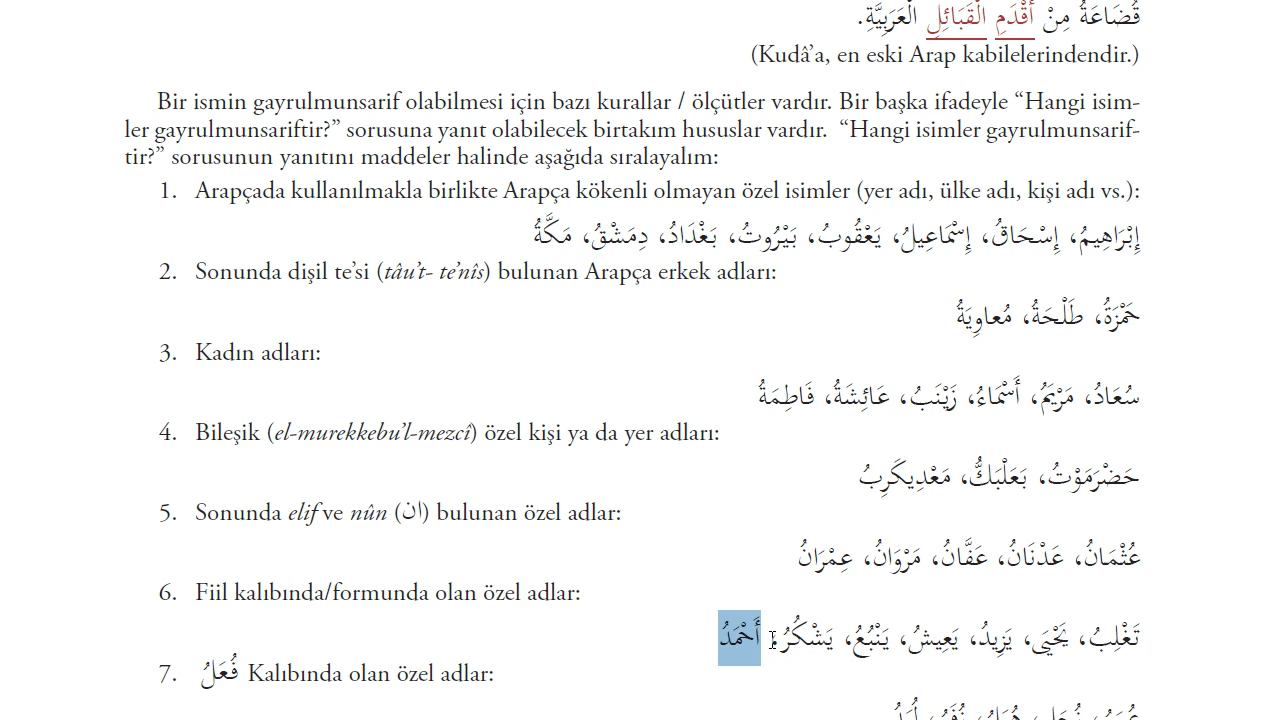 قُضَاعَةُ مِنْ أَقْدَمِ الْقَبَائِلِ الْعَرَبِيَّةِ.
(Kudâ’a, en eski Arap kabilelerindendir.)
Bir ismin gayrulmunsarif olabilmesi için bazı kurallar / ölçütler vardır. Bir başka ifadeyle “Hangi isim-
ler gayrulmunsariftir?” sorusuna yanıt olabilecek birtakım hususlar vardır. “Hangi isimler gayrulmunsarif-
tir?” sorusunun yanıtını maddeler halinde aşağıda sıralayalım:
1. Arapçada kullanılmakla birlikte Arapça kökenli olmayan özel isimler (yer adı, ülke adı, kişi adı vs.):
إِبْرَاهِيمُ، إِسْحَاقُ، إِسْمَاعِيلُ، يَعْقُوبُ، بَيْرُوتُ، بَغْدَادُ، دِمَشْقُ، مَكَّةُ
2. Sonunda dişil te’si (tâu’t- te’nîs) bulunan Arapça erkek adları:
حَمْزَةُ، طَلْحَةُ، مُعاوِيَةُ
3. Kadın adları:
سُعَادُ، مَرْيَمُ، أَسْمَاءُ، زَيْنَبُ، عَائِشَةُ، فَاطِمَةُ
4. Bileşik (el-murekkebu’l-mezcî) özel kişi ya da yer adları:
حَضْرَمَوْتُ، بَعَلْبَكُّ، مَعْدِيكَرِبُ
5. Sonunda elif ve nûn (ان) bulunan özel adlar:
عُثْمَانُ، عَدْنَانُ، عَفَّانُ، مَرْوَانُ، عِمْرَانُ
6. Fiil kalıbında/formunda olan özel adlar:
تَغْلِبُ، يَحْيَى، يَزِيدُ، يَعِيشُ، يَنْبُعُ، يَشْكُرُ، أَحْمَدُ
7. فُعَلُ Kalıbında olan özel adlar: